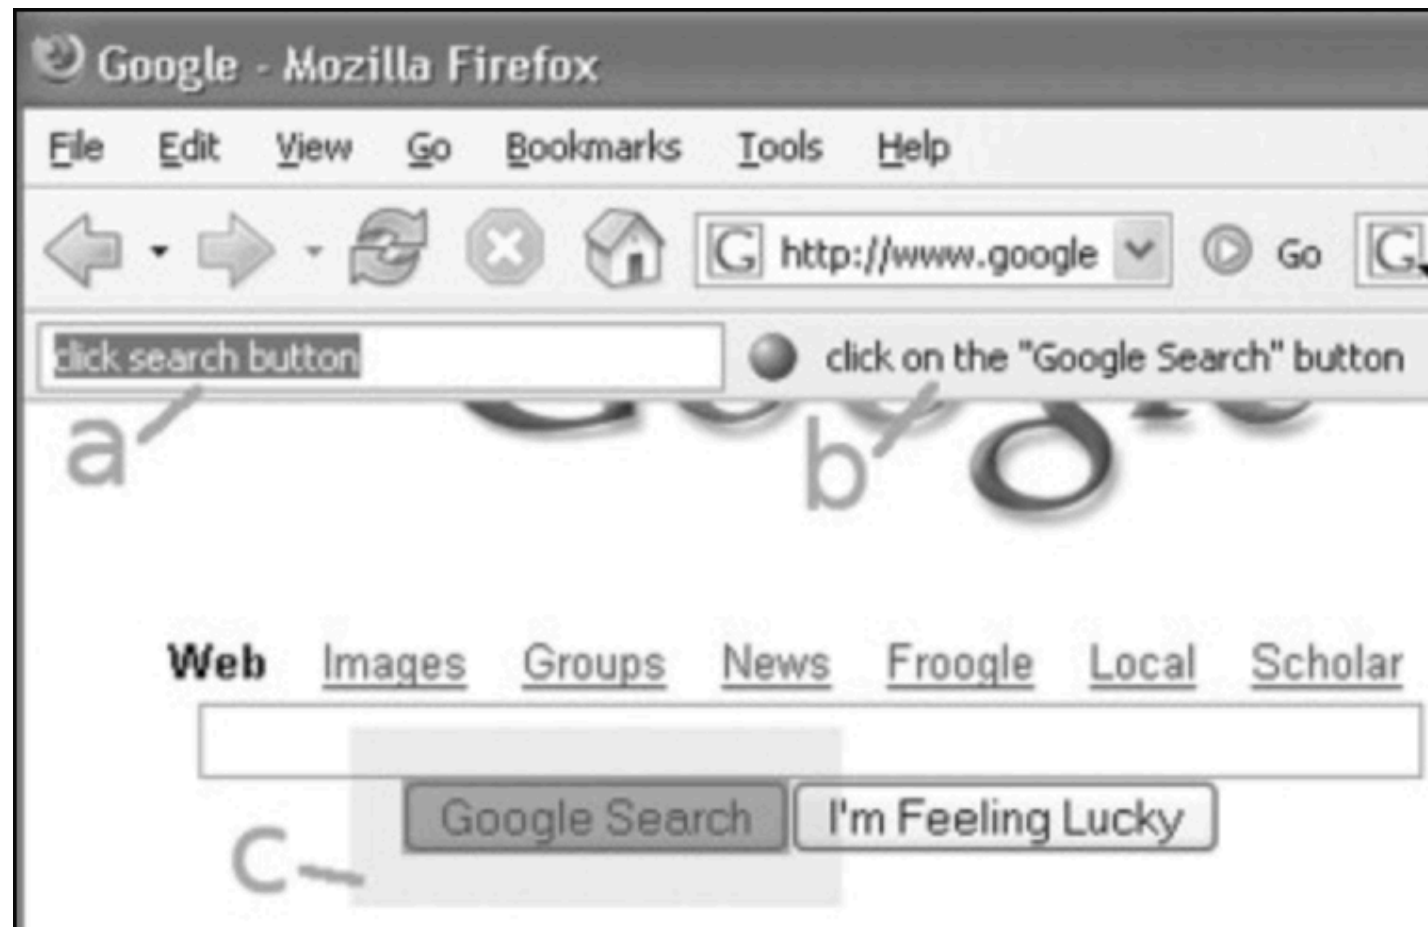 Google - Mozilla Firefox
File Edit View Go Bookmarks Tools Help
G http://www.google Go G
click search button click on the "Google Search" button
a b
Web Images Groups News Froogle Local Scholar
Google Search I'm Feeling Lucky
c